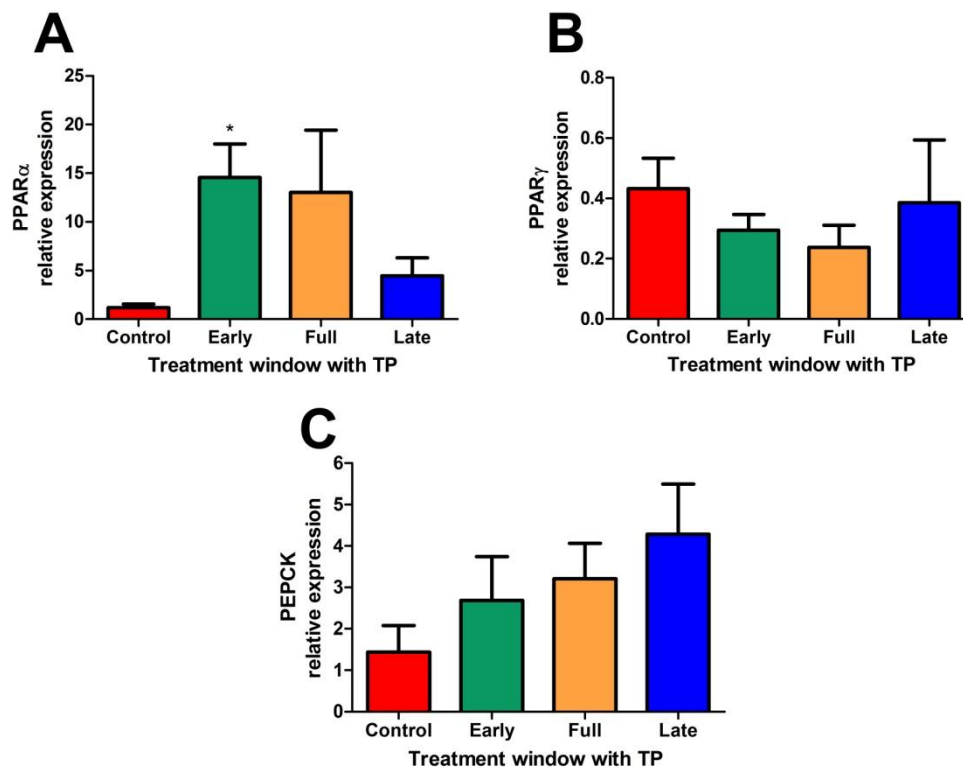 A
PPARα
relative expression
25
20
15
10
5
0
*
Control Early Full Late
Treatment window with TP
B
PPARγ
relative expression
0.8
0.6
0.4
0.2
0.0
Control Early Full Late
Treatment window with TP
C
PEPCK
relative expression
6
5
4
3
2
1
0
Control Early Full Late
Treatment window with TP